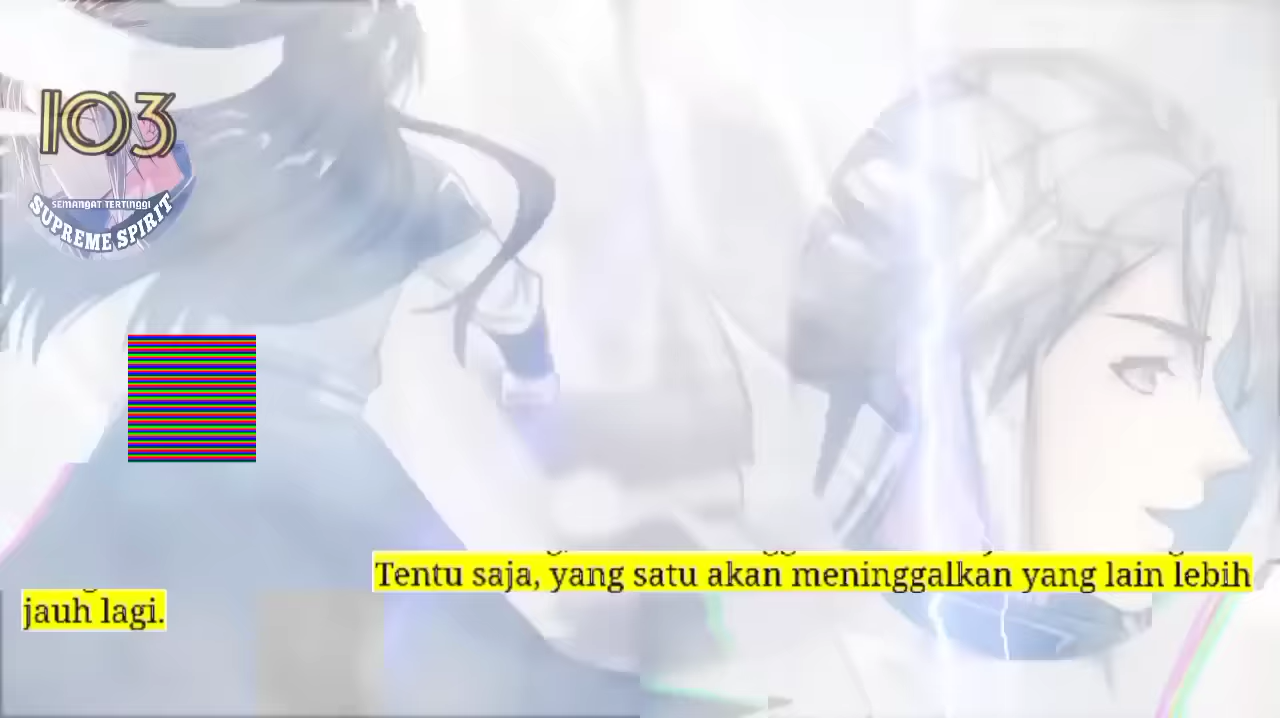 103
SEMANGAT TERTINGGI
SUPREME SPIRIT
Tentu saja, yang satu akan meninggalkan yang lain lebih
jauh lagi.